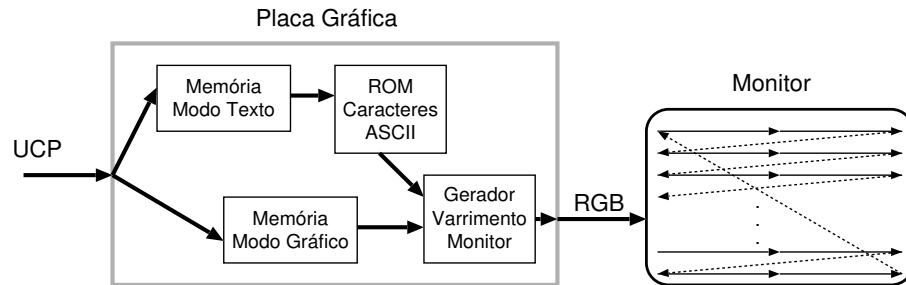 Placa Gráfica
Memória
Modo Texto
ROM
Caracteres
ASCII
Monitor
UCP
Memória
Modo Gráfico
Gerador
Varrimento
Monitor
RGB